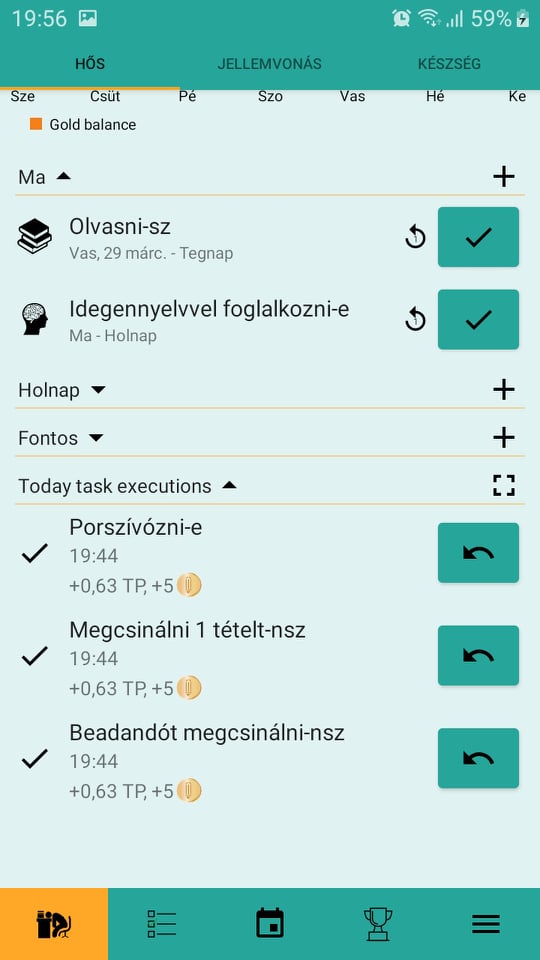 19:56
59%
HŐS
JELLEMVONÁS
KÉSZSÉG
Sze Csüt Pé Szo Vas Hé Ke
Gold balance
Ma
Olvasni-sz
Vas, 29 márc. - Tegnap
1
Idegennyelvvel foglalkozni-e
Ma - Holnap
1
Holnap
Fontos
Today task executions
Porszívózni-e
19:44
+0,63 TP, +5
Megcsinálni 1 tételt-nsz
19:44
+0,63 TP, +5
Beadandót megcsinálni-nsz
19:44
+0,63 TP, +5